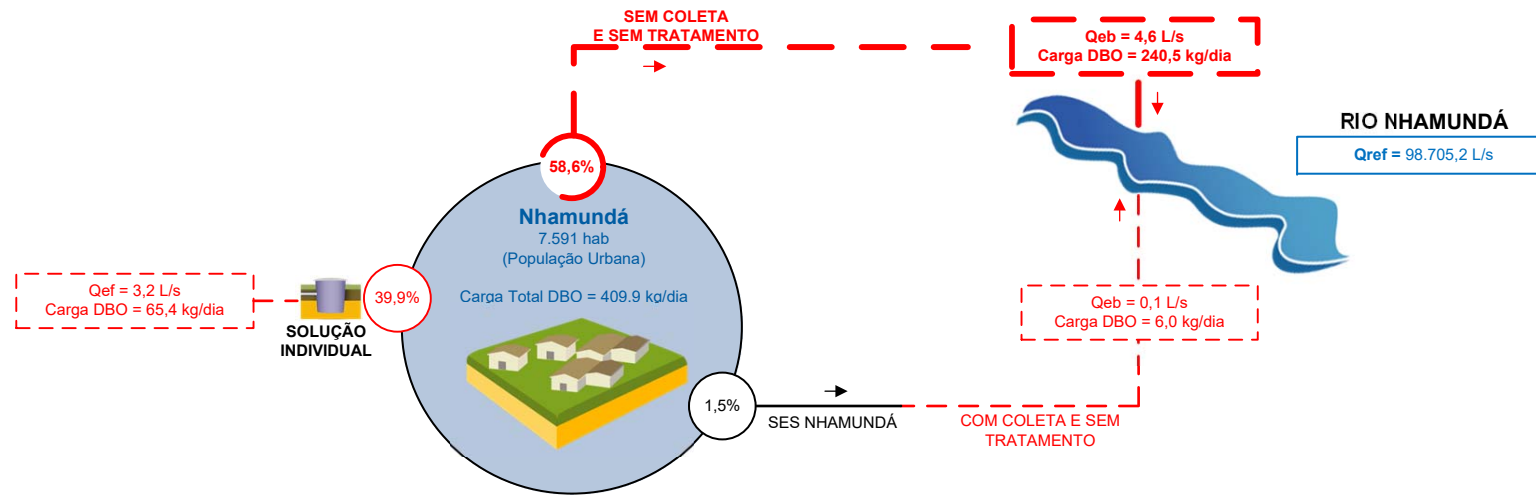 SEM COLETA
E SEM TRATAMENTO
Qeb = 4,6 L/s
Carga DBO = 240,5 kg/dia
RIO NHAMUNDÁ
Qref = 98.705,2 L/s
58,6%
Nhamundá
7.591 hab
(População Urbana)
Carga Total DBO = 409.9 kg/dia
Qef = 3,2 L/s
Carga DBO = 65,4 kg/dia
SOLUÇÃO
INDIVIDUAL
39,9%
Qeb = 0,1 L/s
Carga DBO = 6,0 kg/dia
1,5%
SES NHAMUNDÁ
COM COLETA E SEM
TRATAMENTO